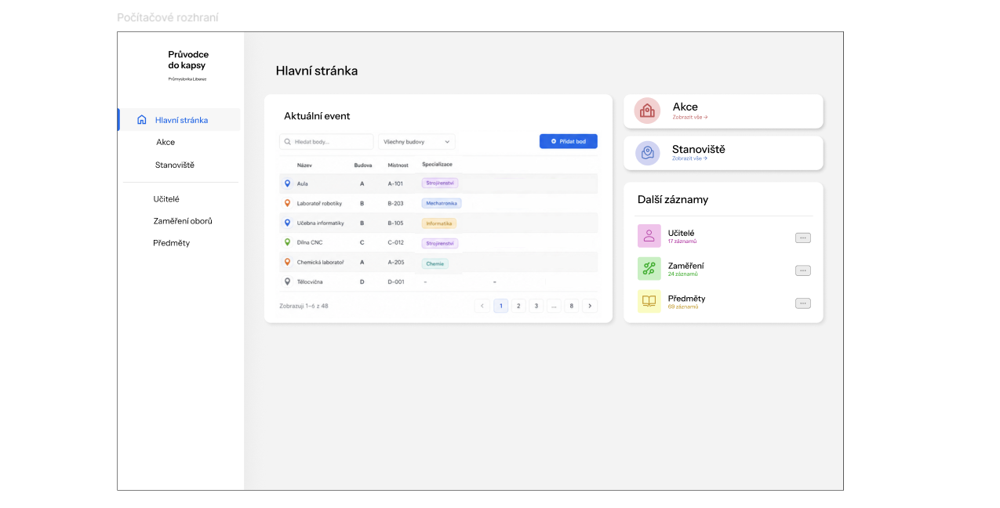 Počítačové rozhraní
Průvodce
do kapsy
Průmyslovka Liberec
Hlavní stránka
Akce
Stanoviště
Učitelé
Zaměření oborů
Předměty
Hlavní stránka
Aktuální event
Hledat body...
Všechny budovy
Přidat bod
Název Budova Místnost Specializace
Aula A A-101 Strojírenství
Laboratoř robotiky B B-203 Mechatronika
Učebna informatiky B B-105 Informatika
Dílna CNC C C-012 Strojírenství
Chemická laboratoř A A-205 Chemie
Tělocvična D D-001 - -
Zobrazuji 1–6 z 48
< 1 2 3 ... 8 >
Akce
Zobrazit vše →
Stanoviště
Zobrazit vše →
Další záznamy
Učitelé
17 záznamů
...
Zaměření
24 záznamů
...
Předměty
69 záznamů
...